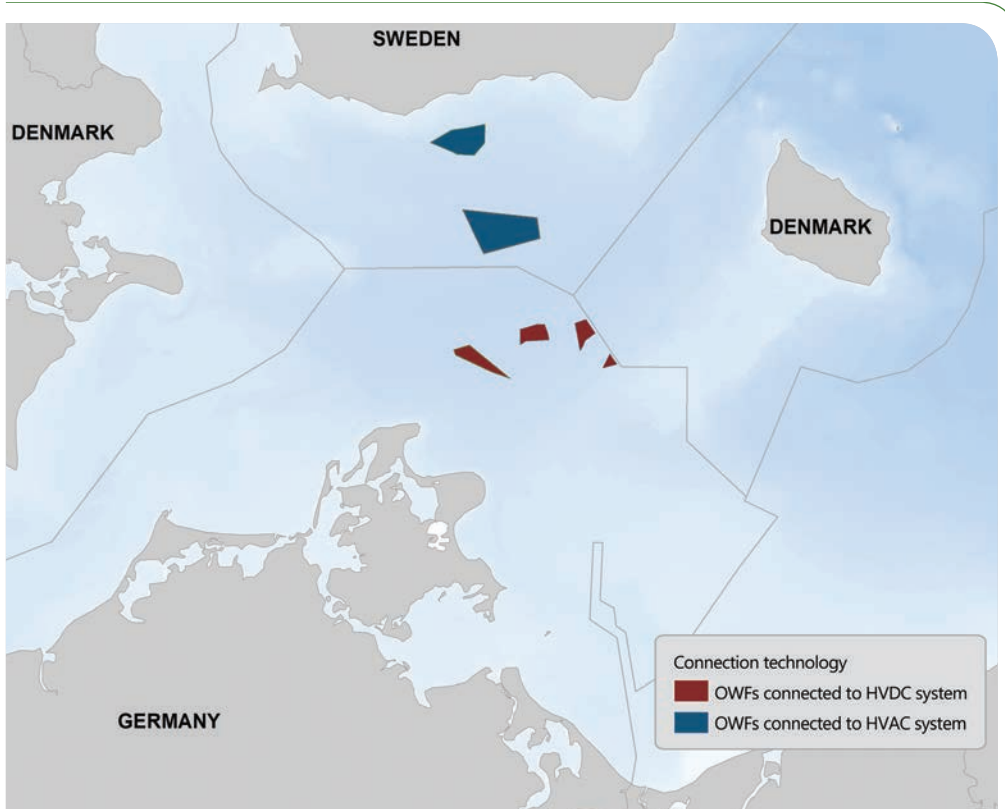 SWEDEN
DENMARK
DENMARK
GERMANY
Connection technology
OWFs connected to HVDC system
OWFs connected to HVAC system